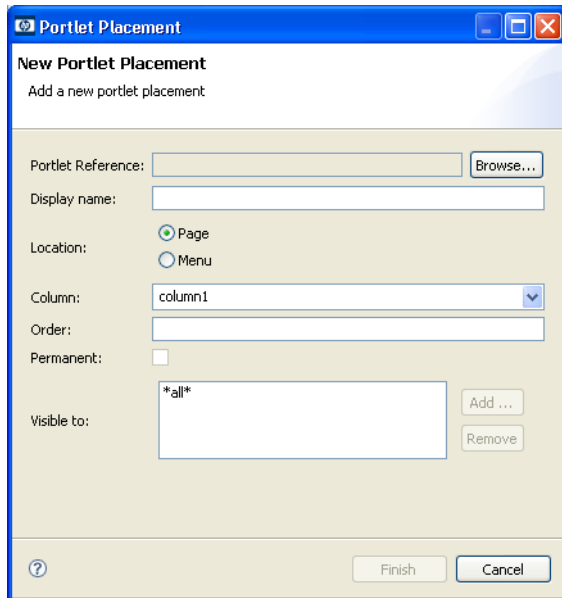 Portlet Placement
New Portlet Placement
Add a new portlet placement
Portlet Reference:
Browse...
Display name:
Location:
Page
Menu
Column:
column1
Order:
Permanent:
Visible to:
*all*
Add ...
Remove
?
Finish
Cancel